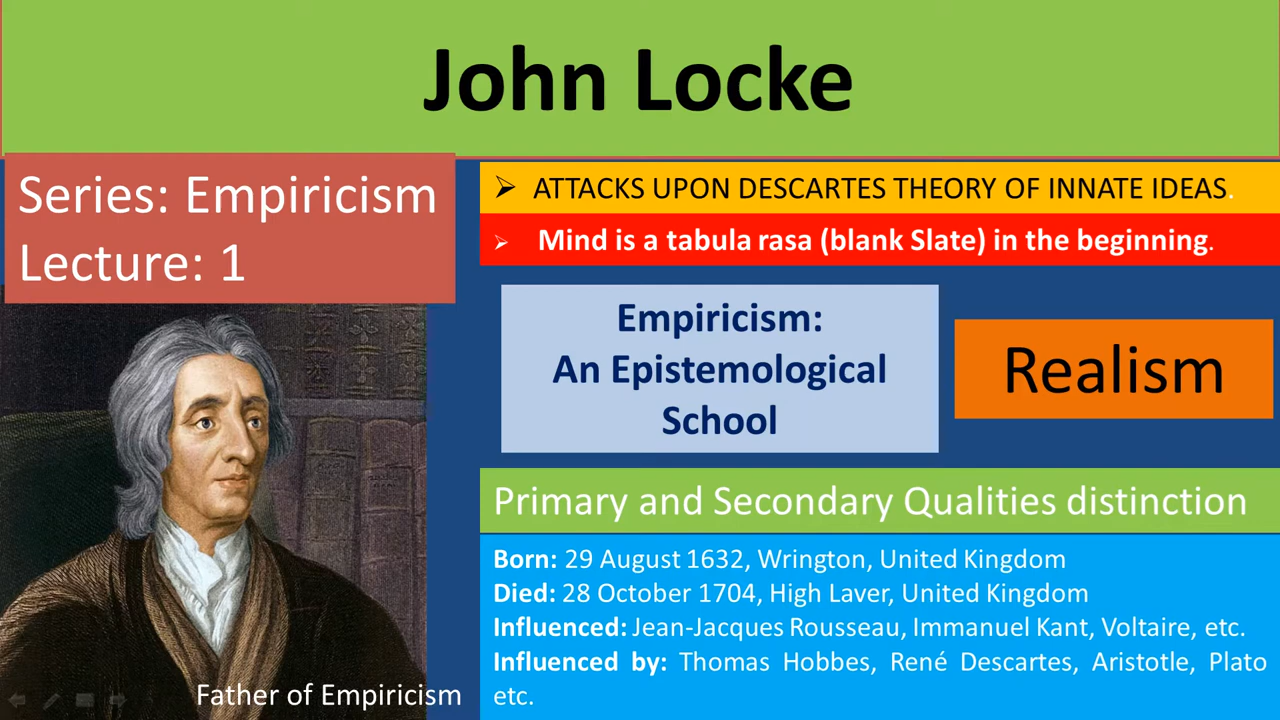 John Locke
Series: Empiricism
Lecture: 1
➢ ATTACKS UPON DESCARTES THEORY OF INNATE IDEAS.
➢ Mind is a tabula rasa (blank Slate) in the beginning.
Empiricism:
An Epistemological
School
Realism
Primary and Secondary Qualities distinction
Born: 29 August 1632, Wrington, United Kingdom
Died: 28 October 1704, High Laver, United Kingdom
Influenced: Jean-Jacques Rousseau, Immanuel Kant, Voltaire, etc.
Influenced by: Thomas Hobbes, René Descartes, Aristotle, Plato
etc.
Father of Empiricism